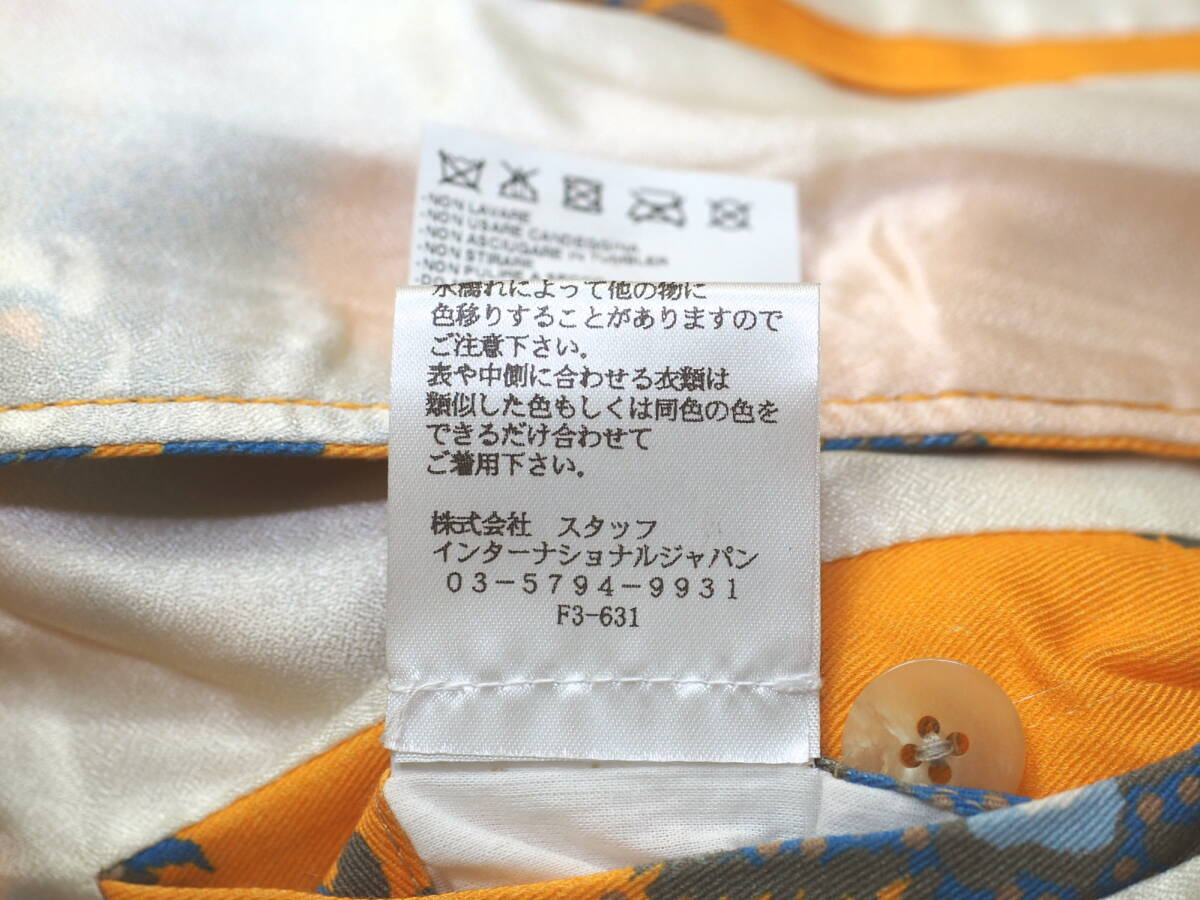 -NON LAVARE
-NON USARE CANDEGGINA
-NON ASCIUGARE IN TUMBLER
-NON STIRARE
水濡れによって他の物に
色移りすることがありますので
ご注意下さい。
表や中側に合わせる衣類は
類似した色もしくは同色の色を
できるだけ合わせて
ご着用下さい。
株式会社　スタッフ
インターナショナルジャパン
03-5794-9931
F3-631